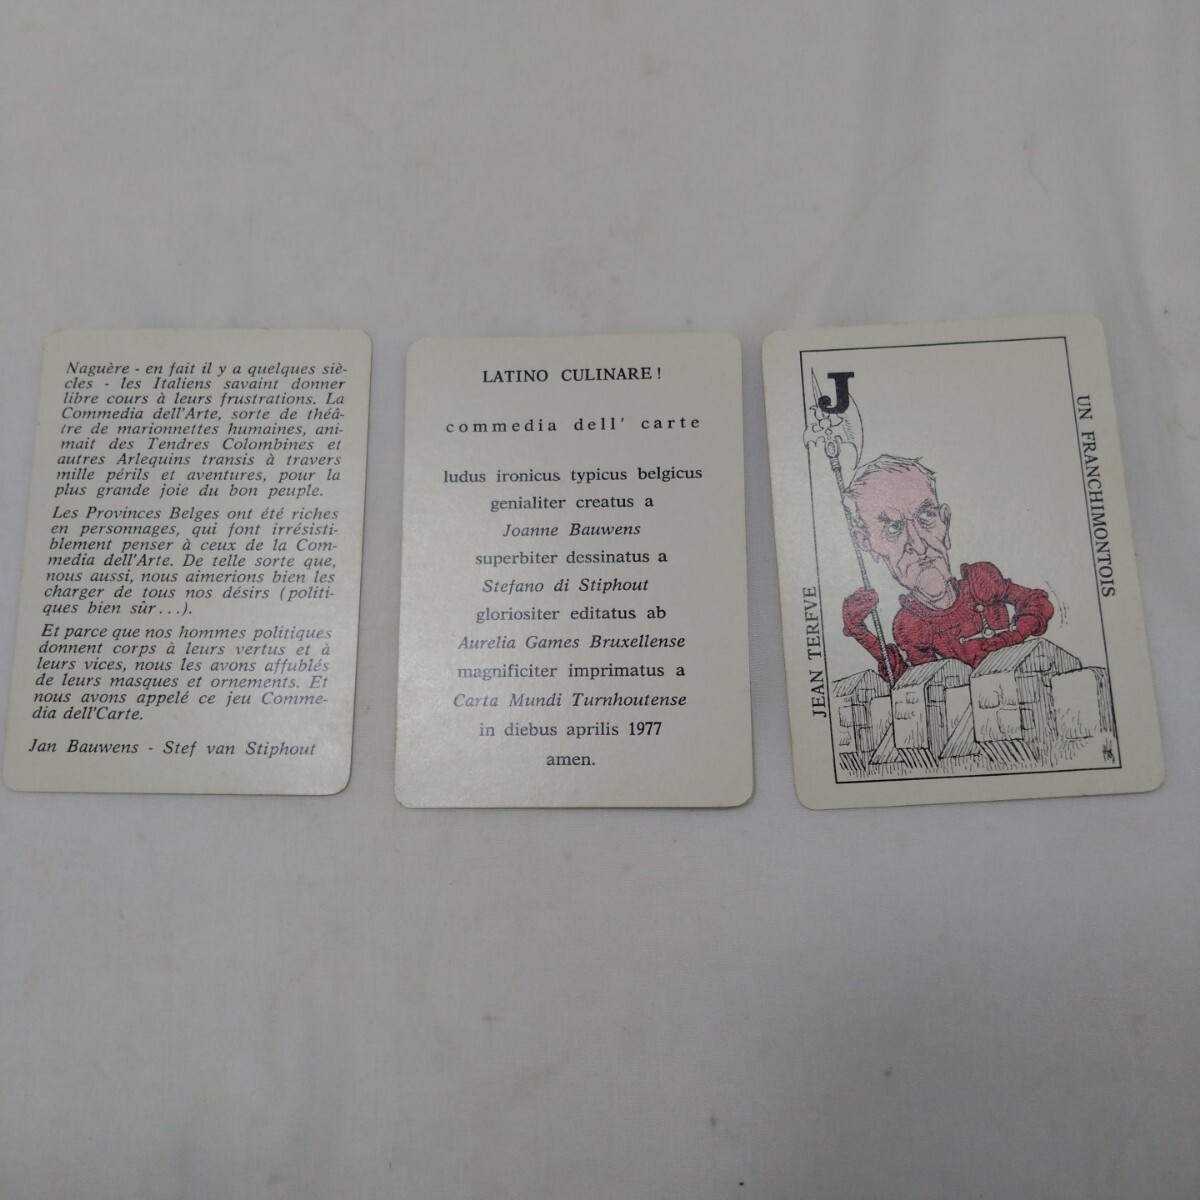 Naguère - en fait il y a quelques siè-
cles - les Italiens savaint donner
libre cours à leurs frustrations. La
Commedia dell'Arte, sorte de théâ-
tre de marionnettes humaines, ani-
mait des Tendres Colombines et
autres Arlequins transis à travers
mille périls et aventures, pour la
plus grande joie du bon peuple.
Les Provinces Belges ont été riches
en personnages, qui font irrésisti-
blement penser à ceux de la Com-
media dell'Arte. De telle sorte que,
nous aussi, nous aimerions bien les
charger de tous nos désirs (politi-
ques bien sûr...).
Et parce que nos hommes politiques
donnent corps à leurs vertus et à
leurs vices, nous les avons affublés
de leurs masques et ornements. Et
nous avons appelé ce jeu Comme-
dia dell'Carte.
Jan Bauwens - Stef van Stiphout
LATINO CULINARE!
commedia dell' carte
ludus ironicus typicus belgicus
genialiter creatus a
Joanne Bauwens
superbiter dessinatus a
Stefano di Stiphout
gloriositer editatus ab
Aurelia Games Bruxellense
magnificiter imprimatus a
Carta Mundi Turnhoutense
in diebus aprilis 1977
amen.
J
JEAN TERFVE
UN FRANCHIMONTOIS